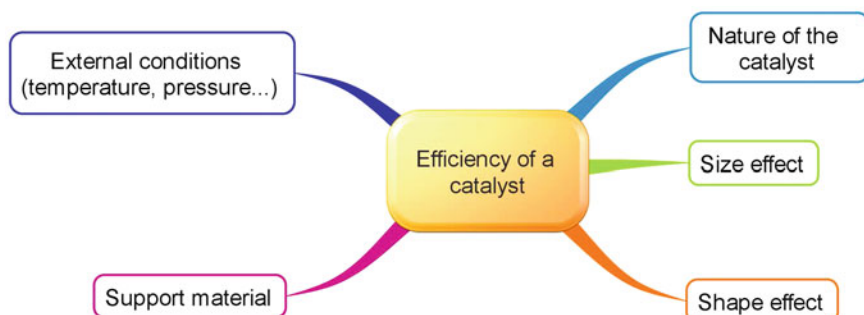 External conditions
(temperature, pressure...)
Nature of the
catalyst
Efficiency of a
catalyst
Size effect
Support material
Shape effect